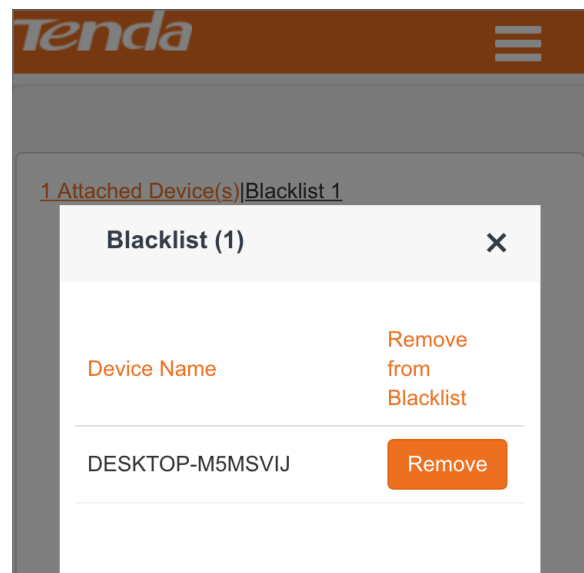 Tenda
1 Attached Device(s)|Blacklist 1
Blacklist (1)
Device Name
Remove
from
Blacklist
DESKTOP-M5MSVIJ
Remove